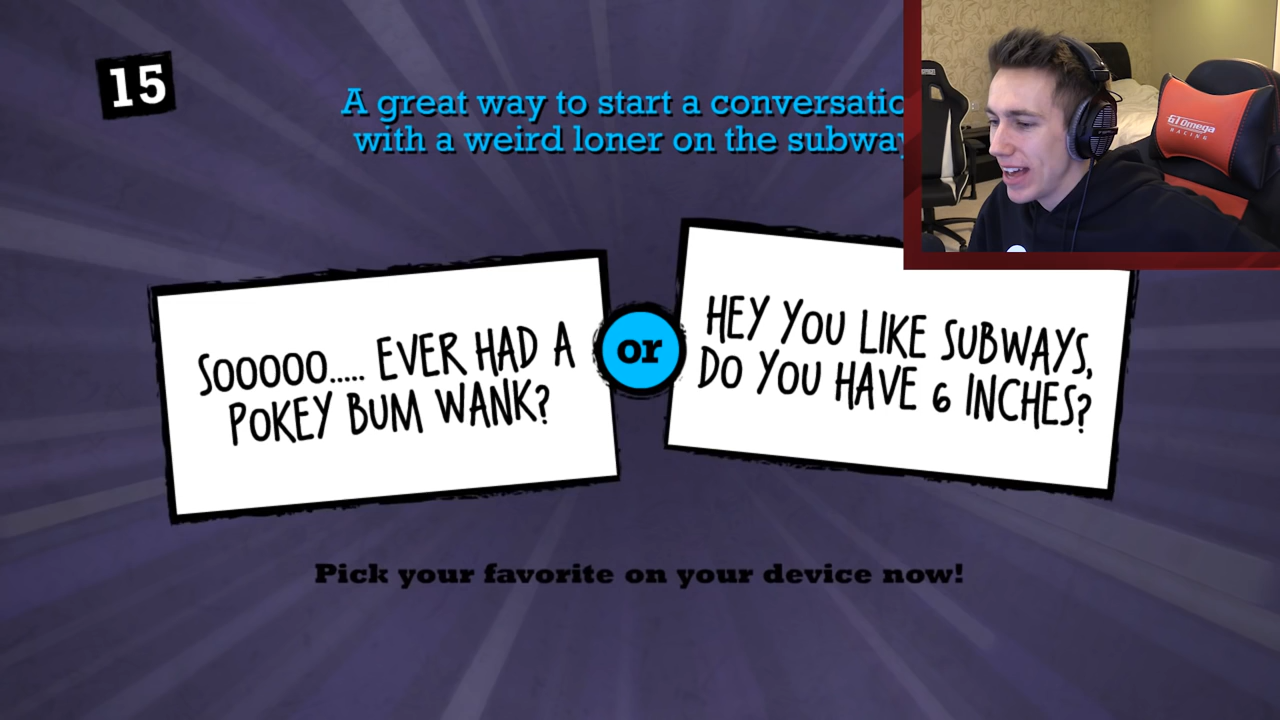 15
A great way to start a conversatio
with a weird loner on the subway
SOOOOO..... EVER HAD A
POKEY BUM WANK?
or
HEY YOU LIKE SUBWAYS,
DO YOU HAVE 6 INCHES?
Pick your favorite on your device now!
GT Omega
RACING